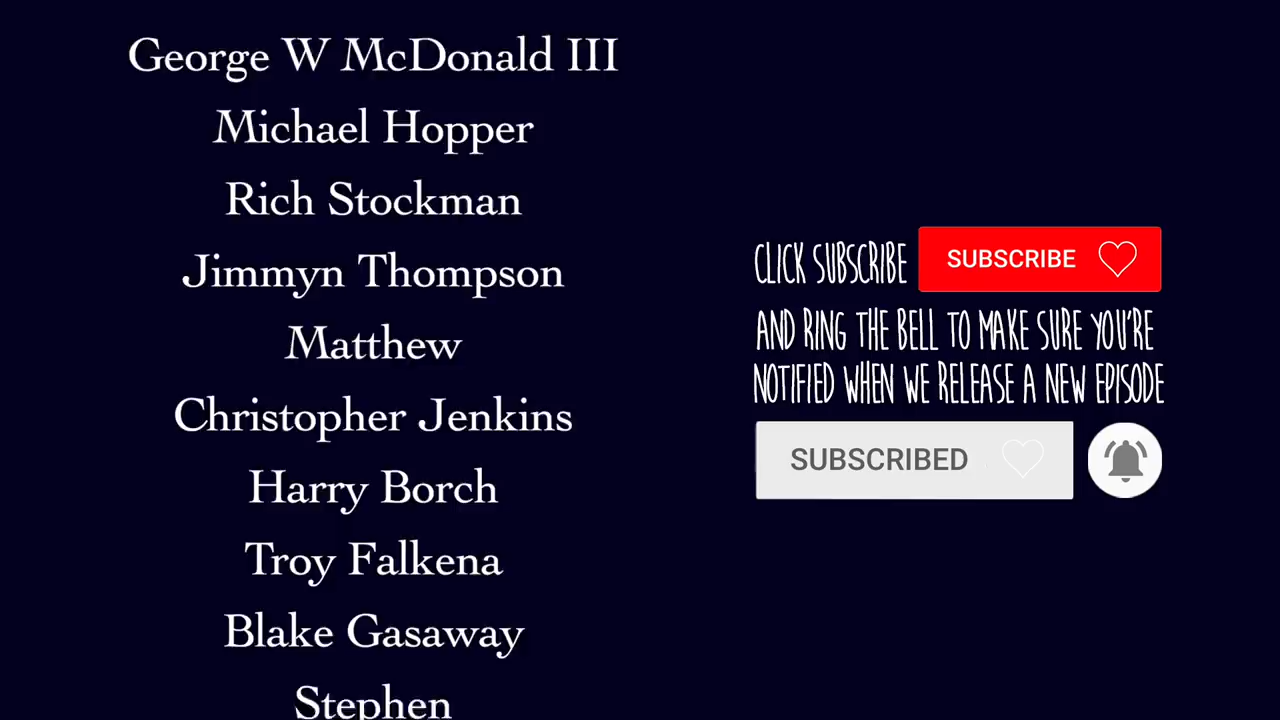 George W McDonald III
Michael Hopper
Rich Stockman
Jimmyn Thompson
Matthew
Christopher Jenkins
Harry Borch
Troy Falkena
Blake Gasaway
Stephen
CLICK SUBSCRIBE SUBSCRIBE
AND RING THE BELL TO MAKE SURE YOU'RE
NOTIFIED WHEN WE RELEASE A NEW EPISODE
SUBSCRIBED